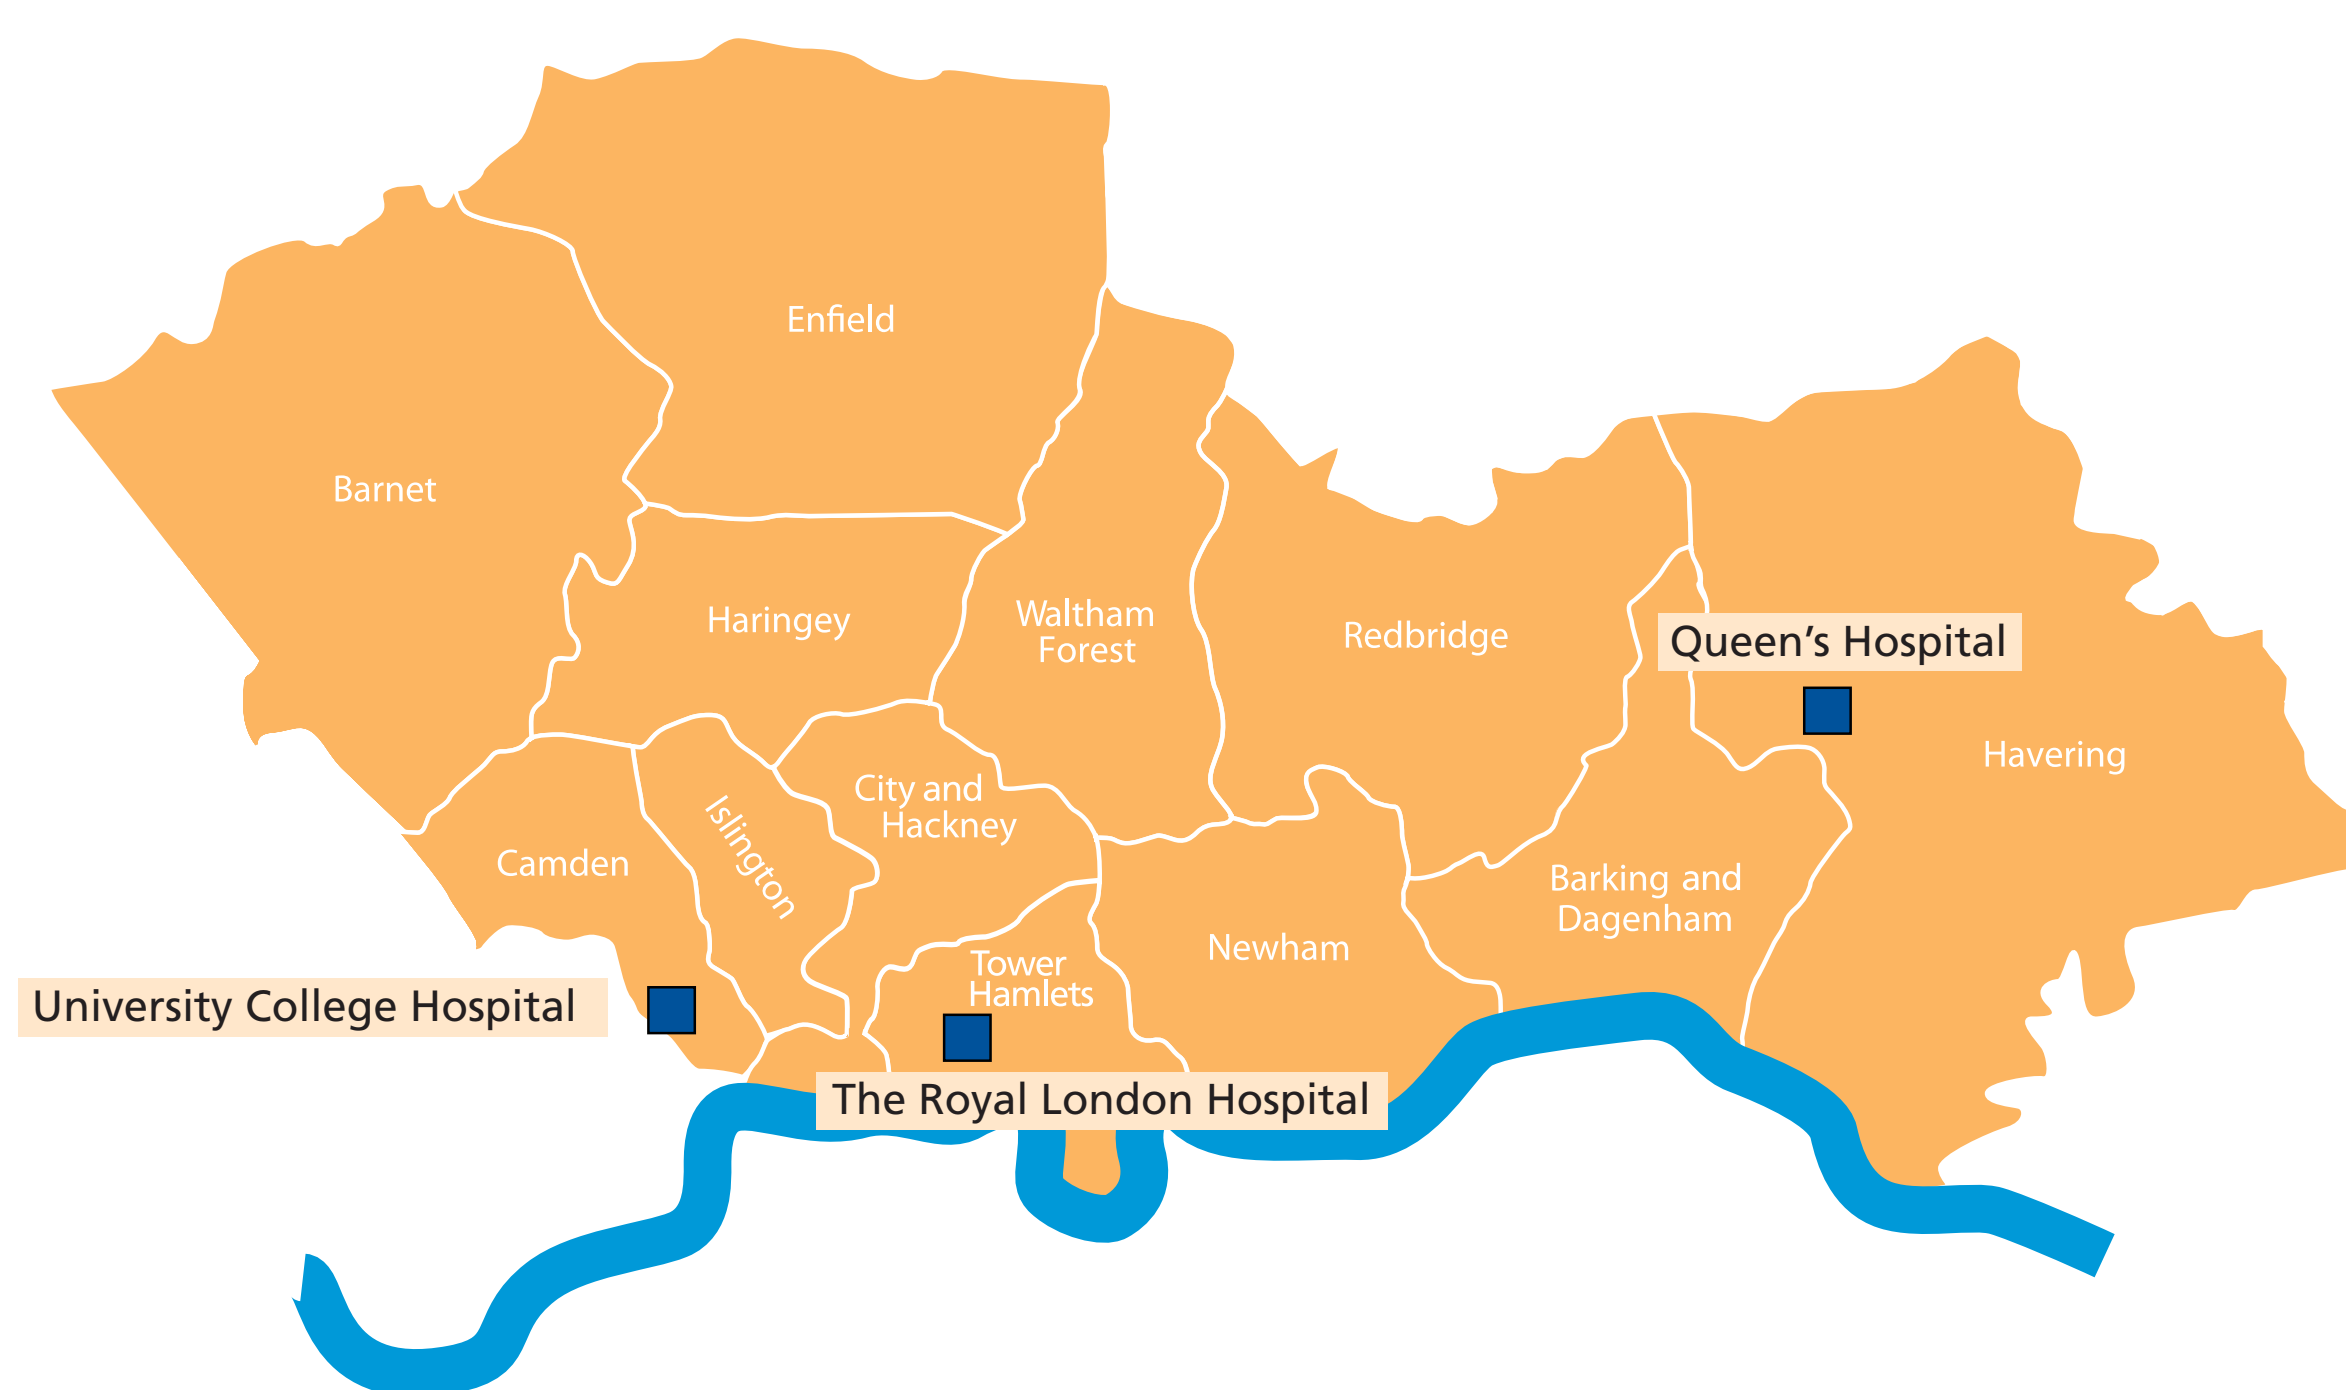 Enfield
Barnet
Haringey
Waltham
Forest
Redbridge
Queen’s Hospital
Havering
City and
Hackney
Islington
Camden
Barking and
Dagenham
Newham
Tower
Hamlets
University College Hospital
The Royal London Hospital